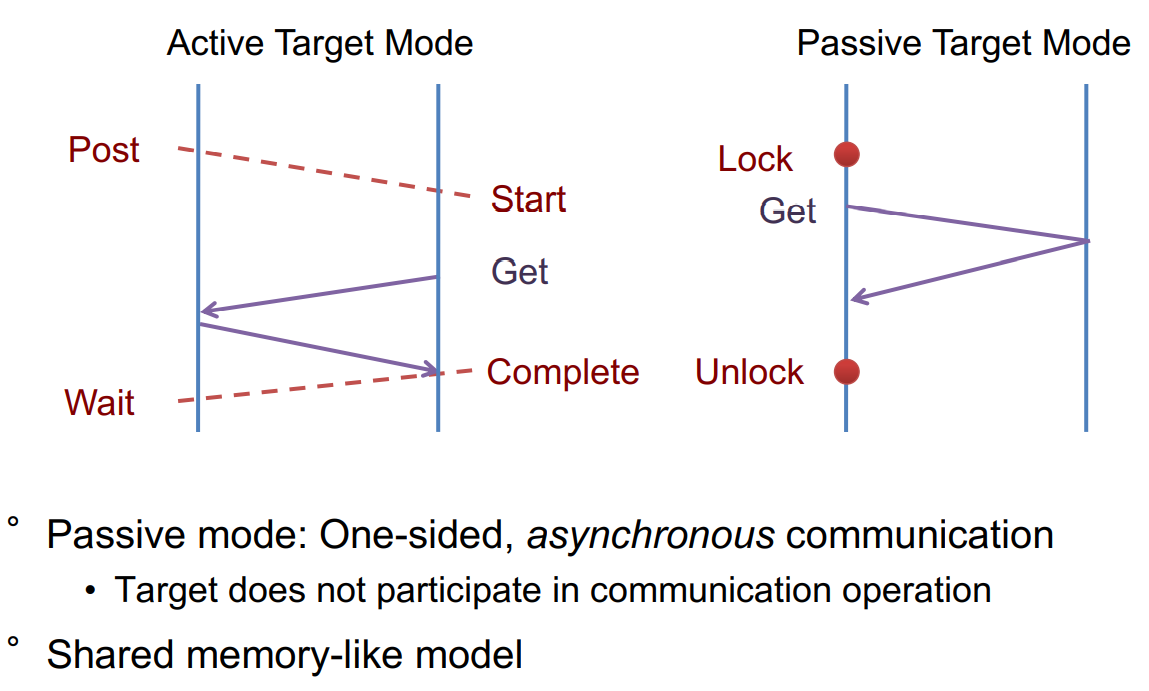 Active Target Mode
Passive Target Mode
Post
Start
Get
Complete
Wait
Lock
Get
Unlock
° Passive mode: One-sided, asynchronous communication
• Target does not participate in communication operation
° Shared memory-like model